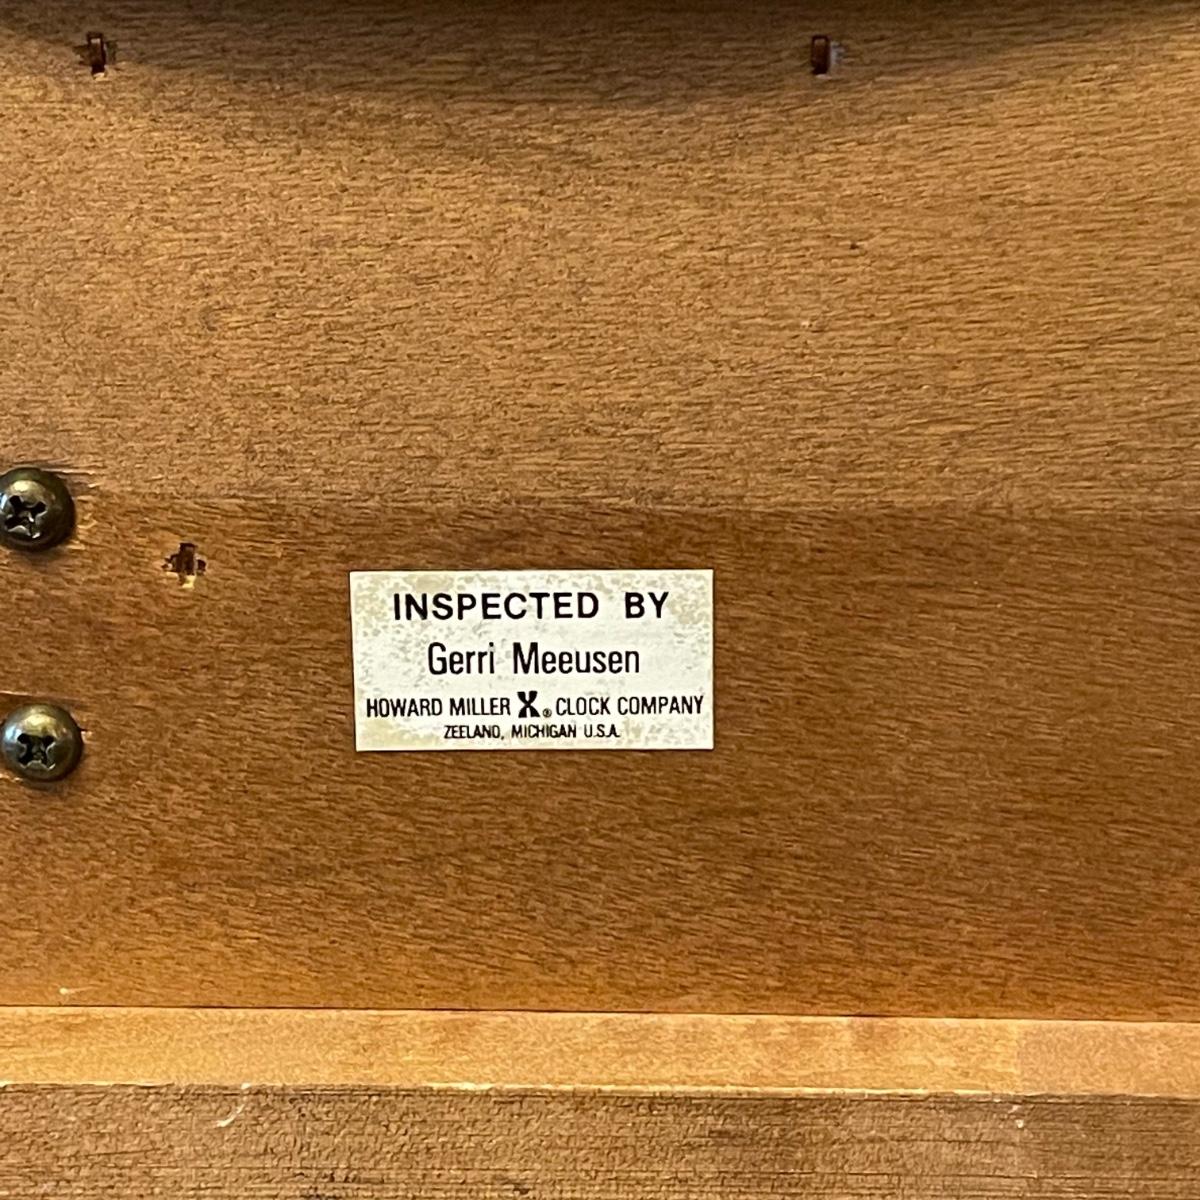 INSPECTED BY
Gerri Meeusen
HOWARD MILLER ® CLOCK COMPANY
ZEELAND, MICHIGAN U.S.A.